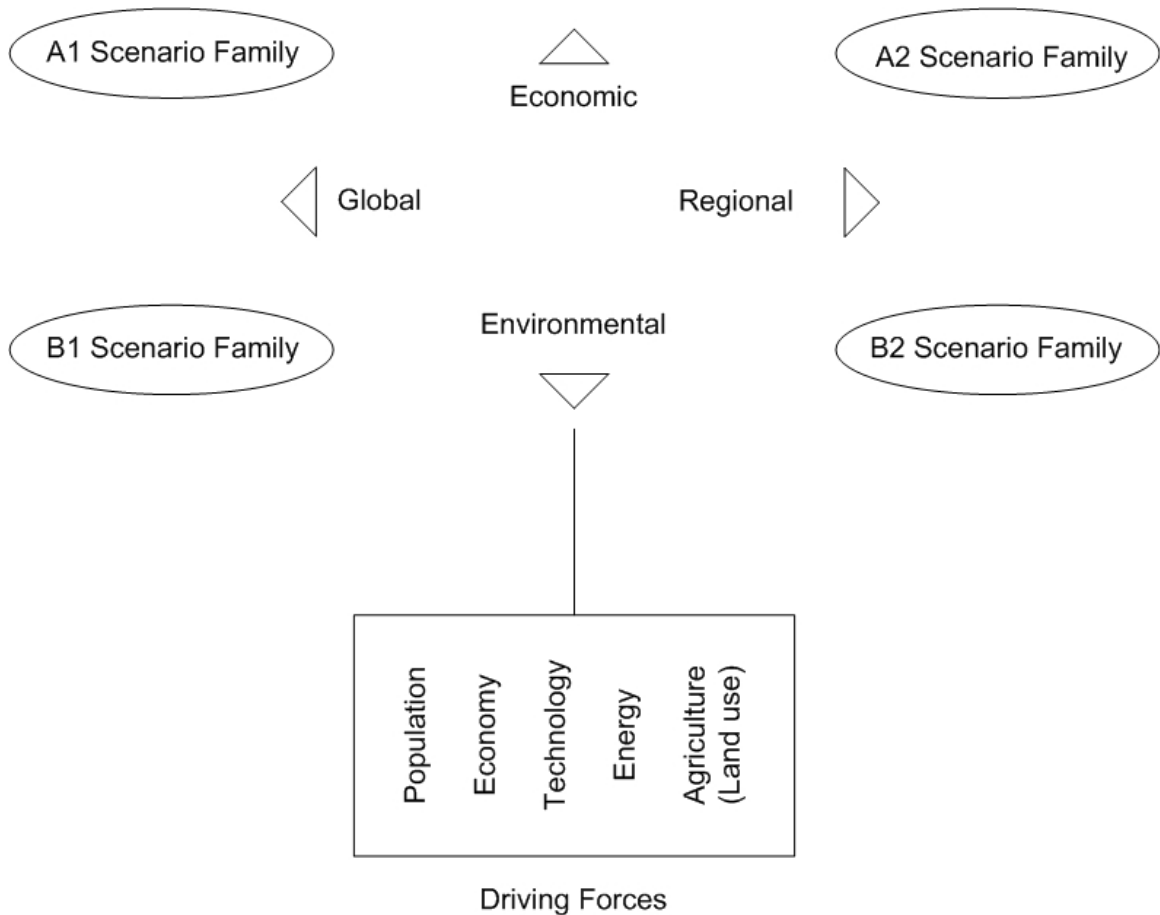 A1 Scenario Family
A2 Scenario Family
Economic
Global
Regional
Environmental
B1 Scenario Family
B2 Scenario Family
Population
Economy
Technology
Energy
Agriculture
(Land use)
Driving Forces